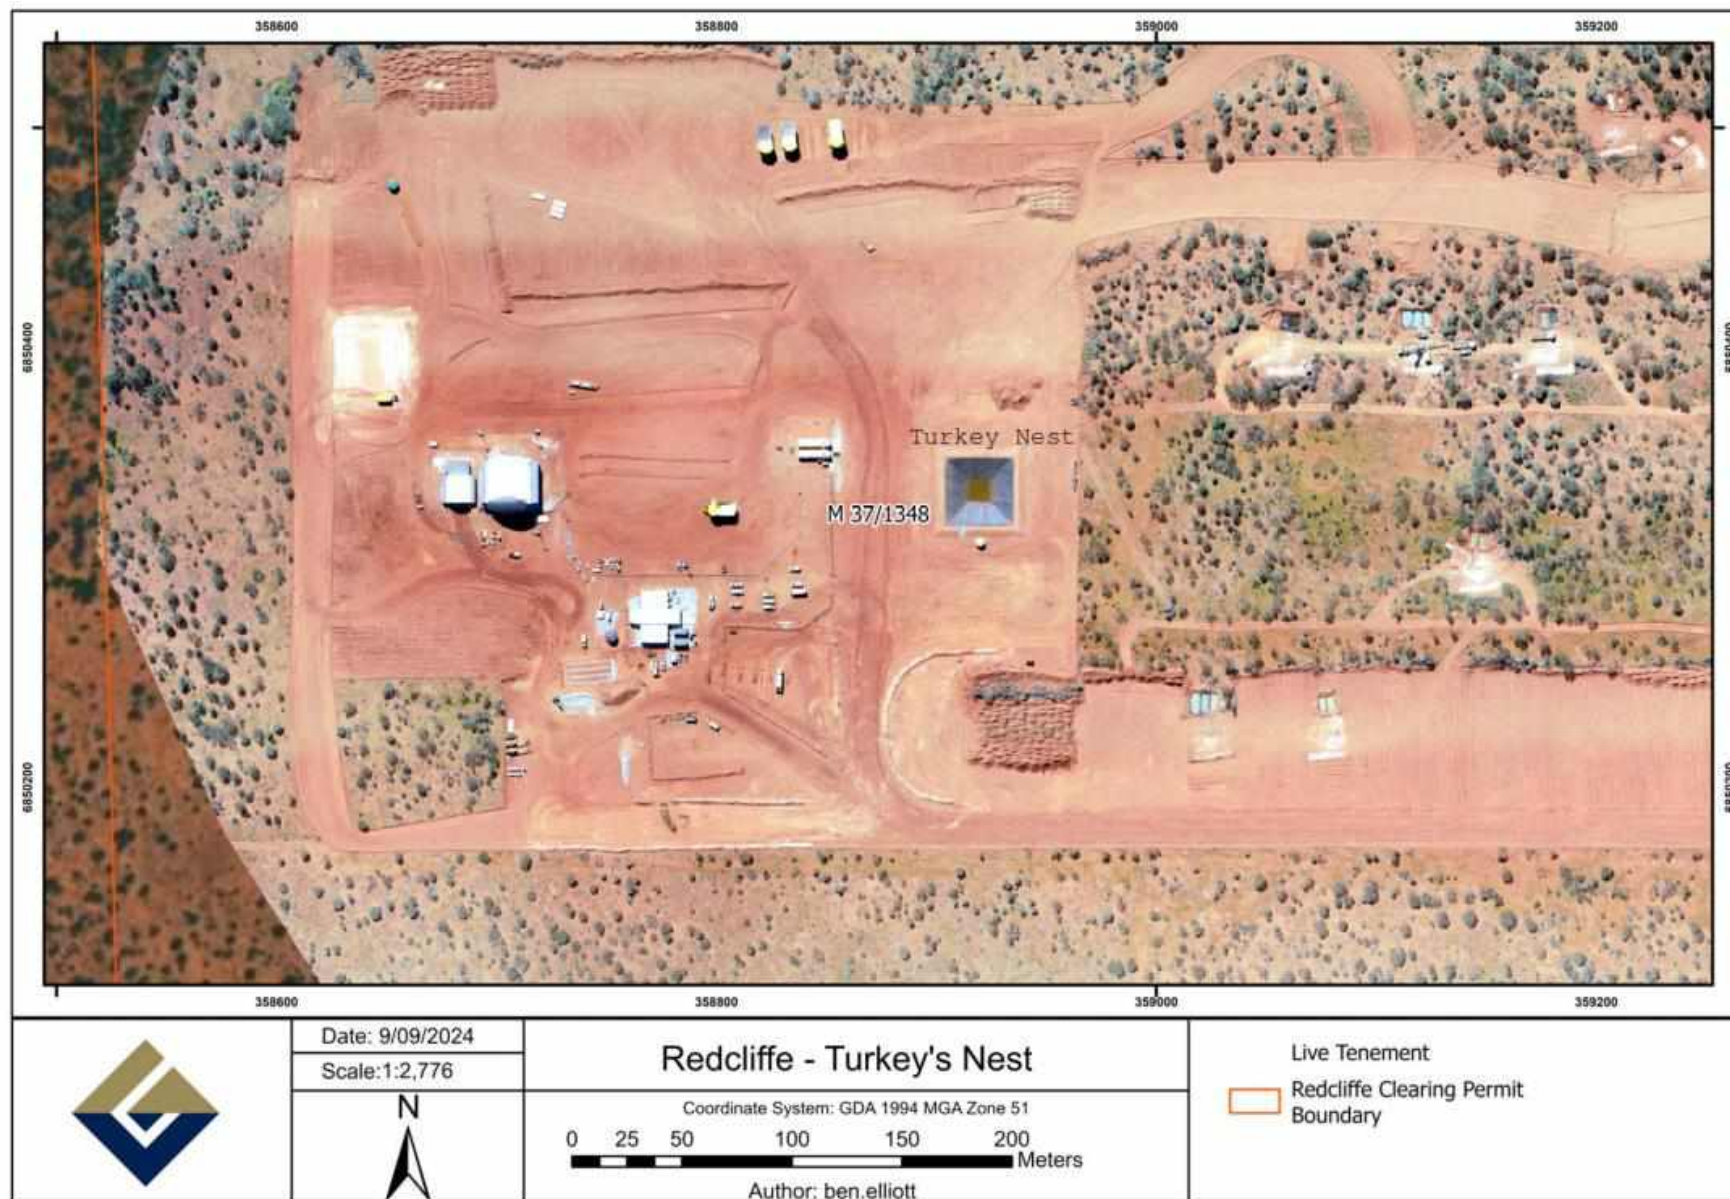 358600 358800 359000 359200
6850400 6850400
Turkey Nest
M 37/1348
6850200 6850200
358600 358800 359000 359200
Date: 9/09/2024
Scale:1:2,776
N
Redcliffe - Turkey's Nest
Coordinate System: GDA 1994 MGA Zone 51
0 25 50 100 150 200
Meters
Author: ben.elliott
Live Tenement
Redcliffe Clearing Permit
Boundary